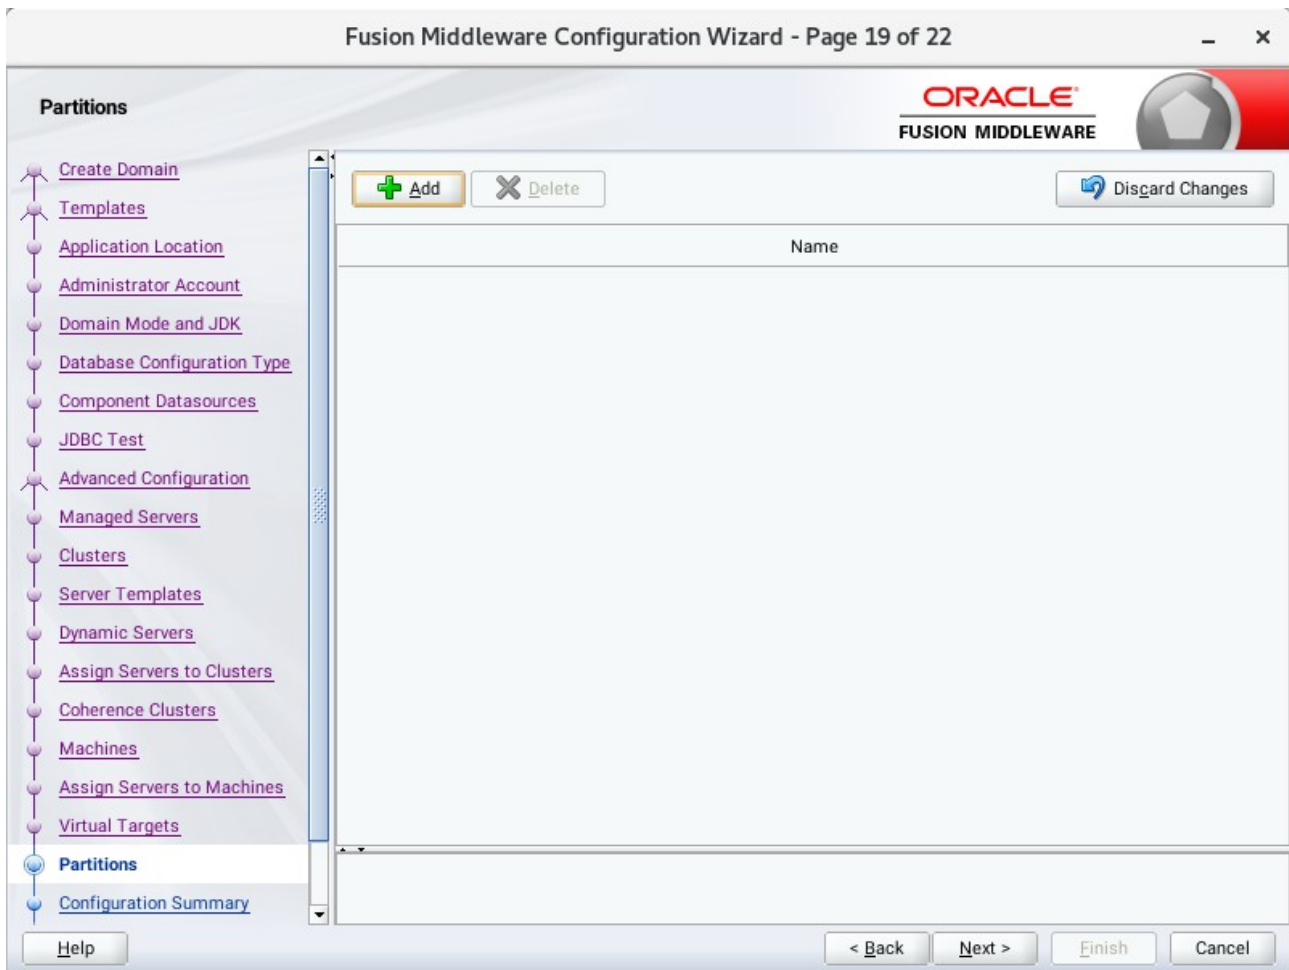 Fusion Middleware Configuration Wizard - Page 19 of 22
Partitions
ORACLE
FUSION MIDDLEWARE
Create Domain
Templates
Application Location
Administrator Account
Domain Mode and JDK
Database Configuration Type
Component Datasources
JDBC Test
Advanced Configuration
Managed Servers
Clusters
Server Templates
Dynamic Servers
Assign Servers to Clusters
Coherence Clusters
Machines
Assign Servers to Machines
Virtual Targets
Partitions
Configuration Summary
Add Delete Discard Changes
Name
Help < Back Next > Finish Cancel